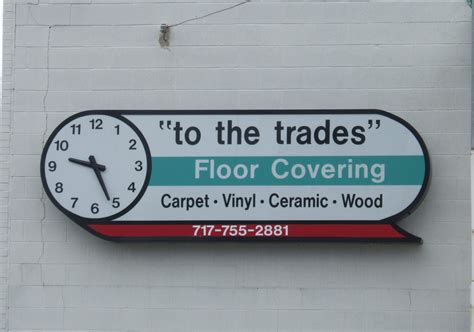 12
11 1
10 2
9 3
8 4
7 5
6
"to the trades"
Floor Covering
Carpet · Vinyl · Ceramic · Wood
717-755-2881